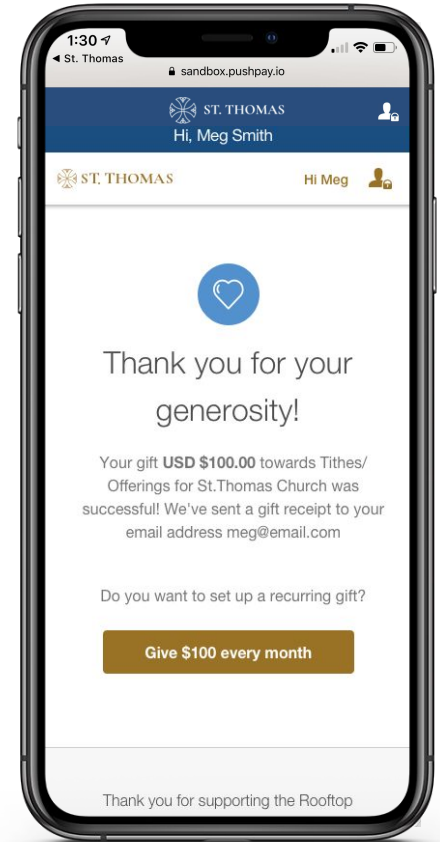 1:30
◀ St. Thomas
sandbox.pushpay.io
ST. THOMAS
Hi, Meg Smith
ST. THOMAS
Hi Meg
Thank you for your
generosity!
Your gift USD $100.00 towards Tithes/
Offerings for St.Thomas Church was
successful! We've sent a gift receipt to your
email address meg@email.com
Do you want to set up a recurring gift?
Give $100 every month
Thank you for supporting the Rooftop